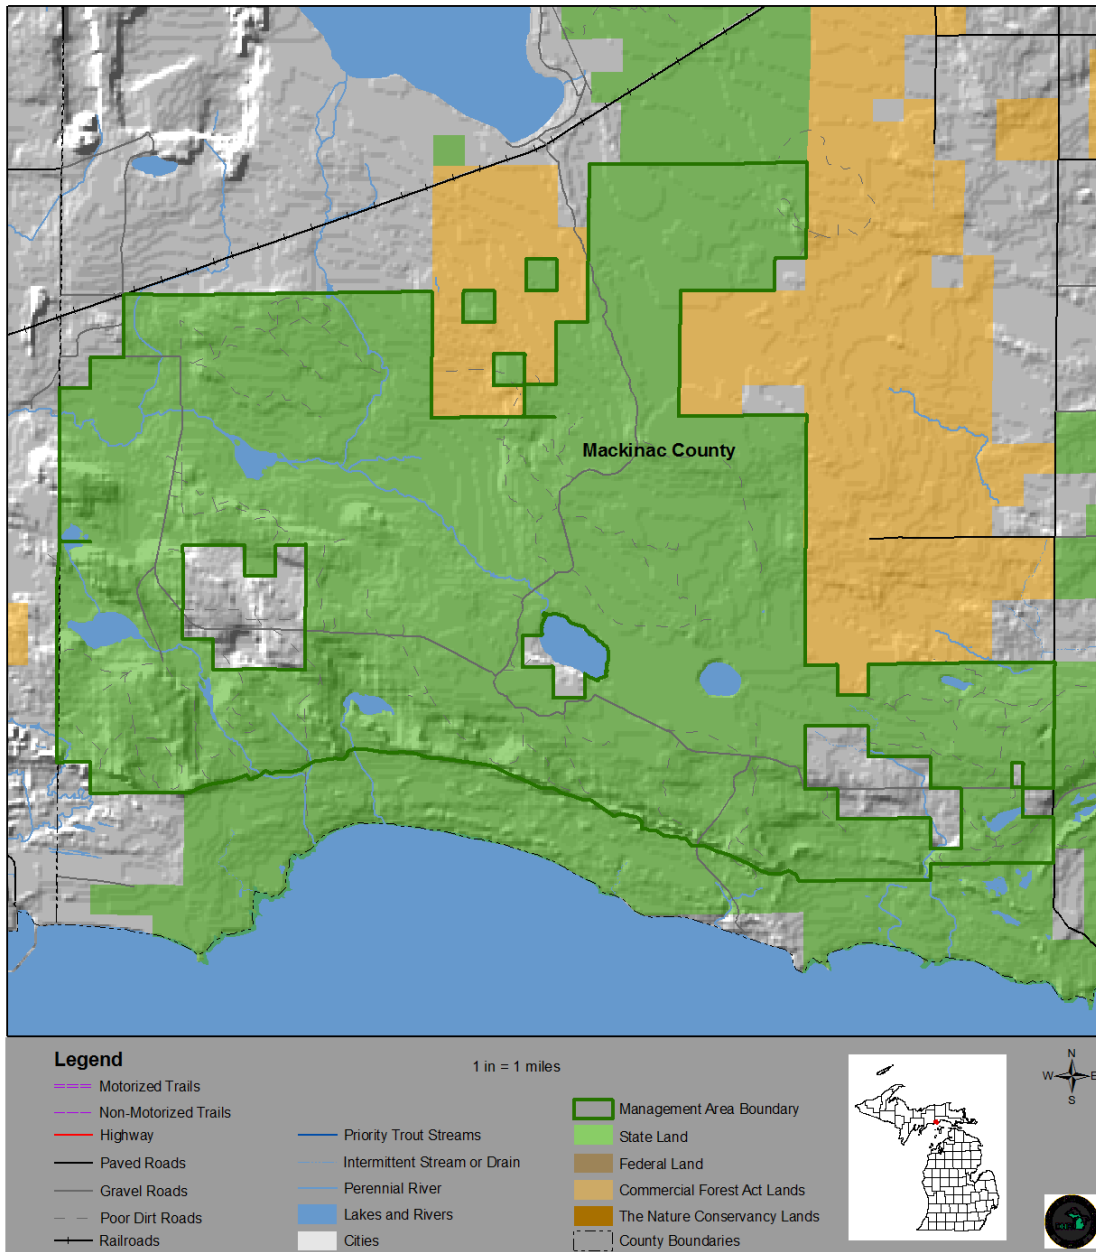 Mackinac County
Legend
1 in = 1 miles
Motorized Trails
Non-Motorized Trails
Highway
Paved Roads
Gravel Roads
Poor Dirt Roads
Railroads
Priority Trout Streams
Intermittent Stream or Drain
Perennial River
Lakes and Rivers
Cities
Management Area Boundary
State Land
Federal Land
Commercial Forest Act Lands
The Nature Conservancy Lands
County Boundaries
N
W E
S